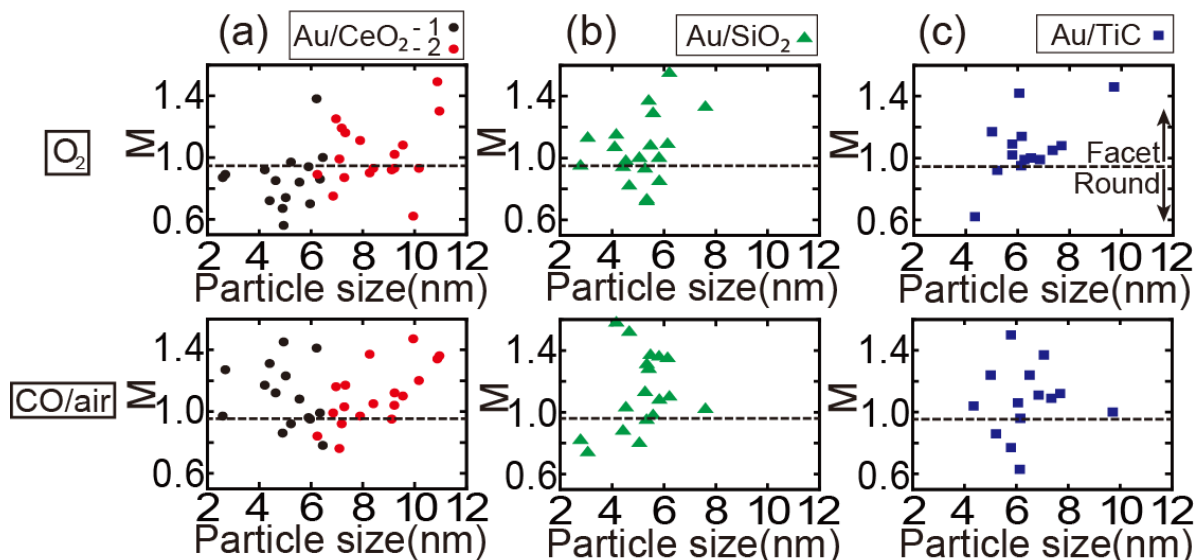 (a) Au/CeO₂ - 1
- 2
(b) Au/SiO₂
(c) Au/TiC
O₂
M
1.4
1.0
0.6
2 4 6 8 10 12
Particle size(nm)
M
1.4
1.0
0.6
2 4 6 8 10 12
Particle size(nm)
M
1.4
1.0
0.6
Facet
Round
2 4 6 8 10 12
Particle size(nm)
CO/air
M
1.4
1.0
0.6
2 4 6 8 10 12
Particle size(nm)
M
1.4
1.0
0.6
2 4 6 8 10 12
Particle size(nm)
M
1.4
1.0
0.6
2 4 6 8 10 12
Particle size(nm)